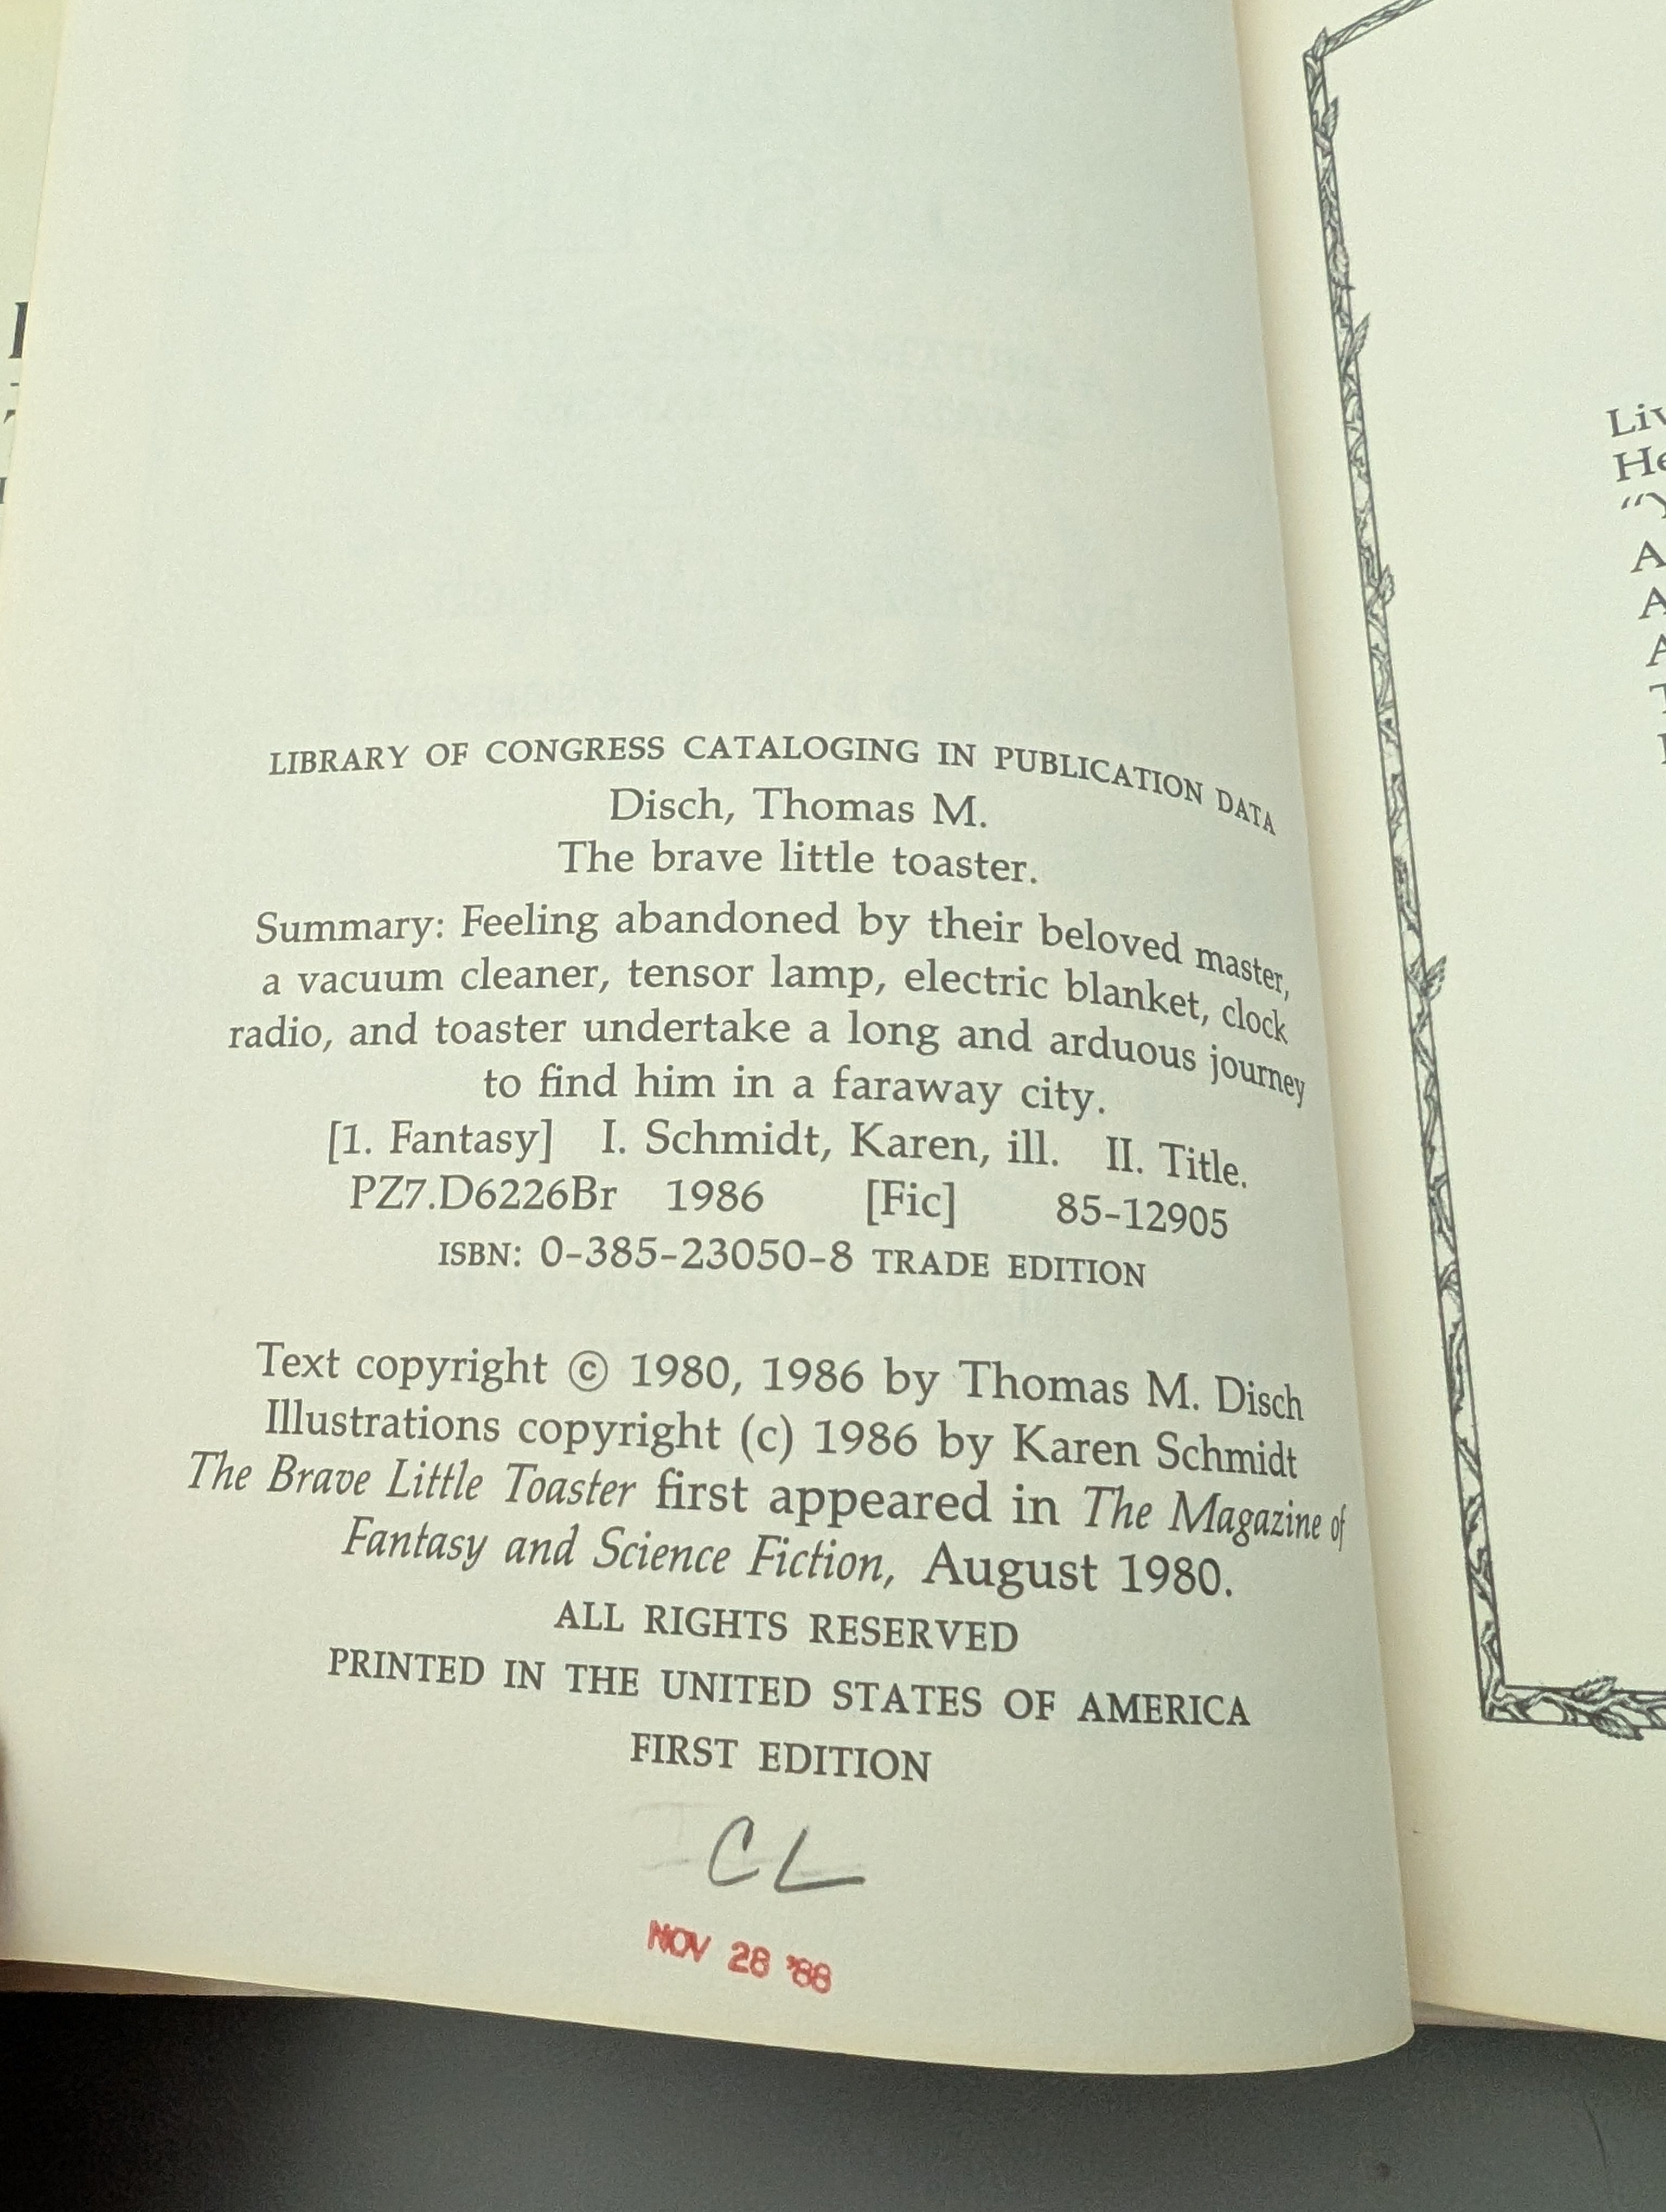 LIBRARY OF CONGRESS CATALOGING IN PUBLICATION DATA
Disch, Thomas M.
The brave little toaster.
Summary: Feeling abandoned by their beloved master,
a vacuum cleaner, tensor lamp, electric blanket, clock
radio, and toaster undertake a long and arduous journey
to find him in a faraway city.
[1. Fantasy] I. Schmidt, Karen, ill. II. Title.
PZ7.D6226Br 1986 [Fic] 85-12905
ISBN: 0-385-23050-8 TRADE EDITION
Text copyright © 1980, 1986 by Thomas M. Disch
Illustrations copyright (c) 1986 by Karen Schmidt
The Brave Little Toaster first appeared in The Magazine of
Fantasy and Science Fiction, August 1980.
ALL RIGHTS RESERVED
PRINTED IN THE UNITED STATES OF AMERICA
FIRST EDITION
CL
NOV 28 '88